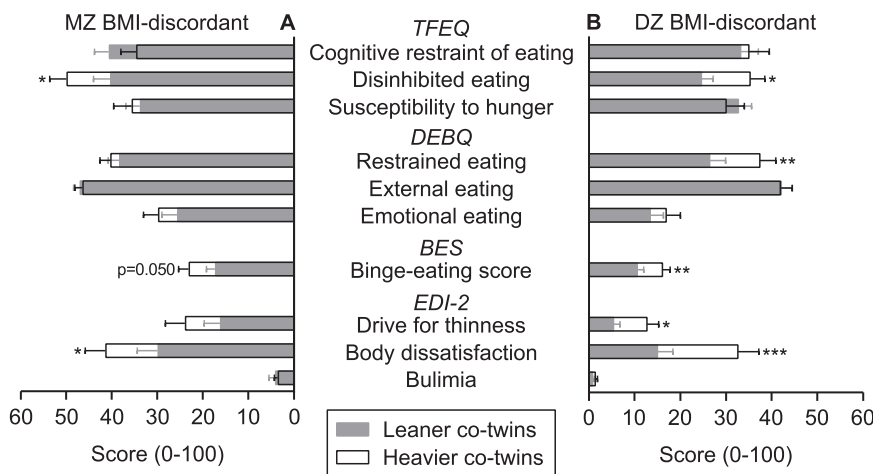 MZ BMI-discordant A
B DZ BMI-discordant
TFEQ
Cognitive restraint of eating
* Disinhibited eating *
Susceptibility to hunger
DEBQ
Restrained eating **
External eating
Emotional eating
BES
p=0.050 Binge-eating score **
EDI-2
Drive for thinness *
* Body dissatisfaction ***
Bulimia
60 50 40 30 20 10 0
0 10 20 30 40 50 60
Score (0-100)
Score (0-100)
Leaner co-twins
Heavier co-twins